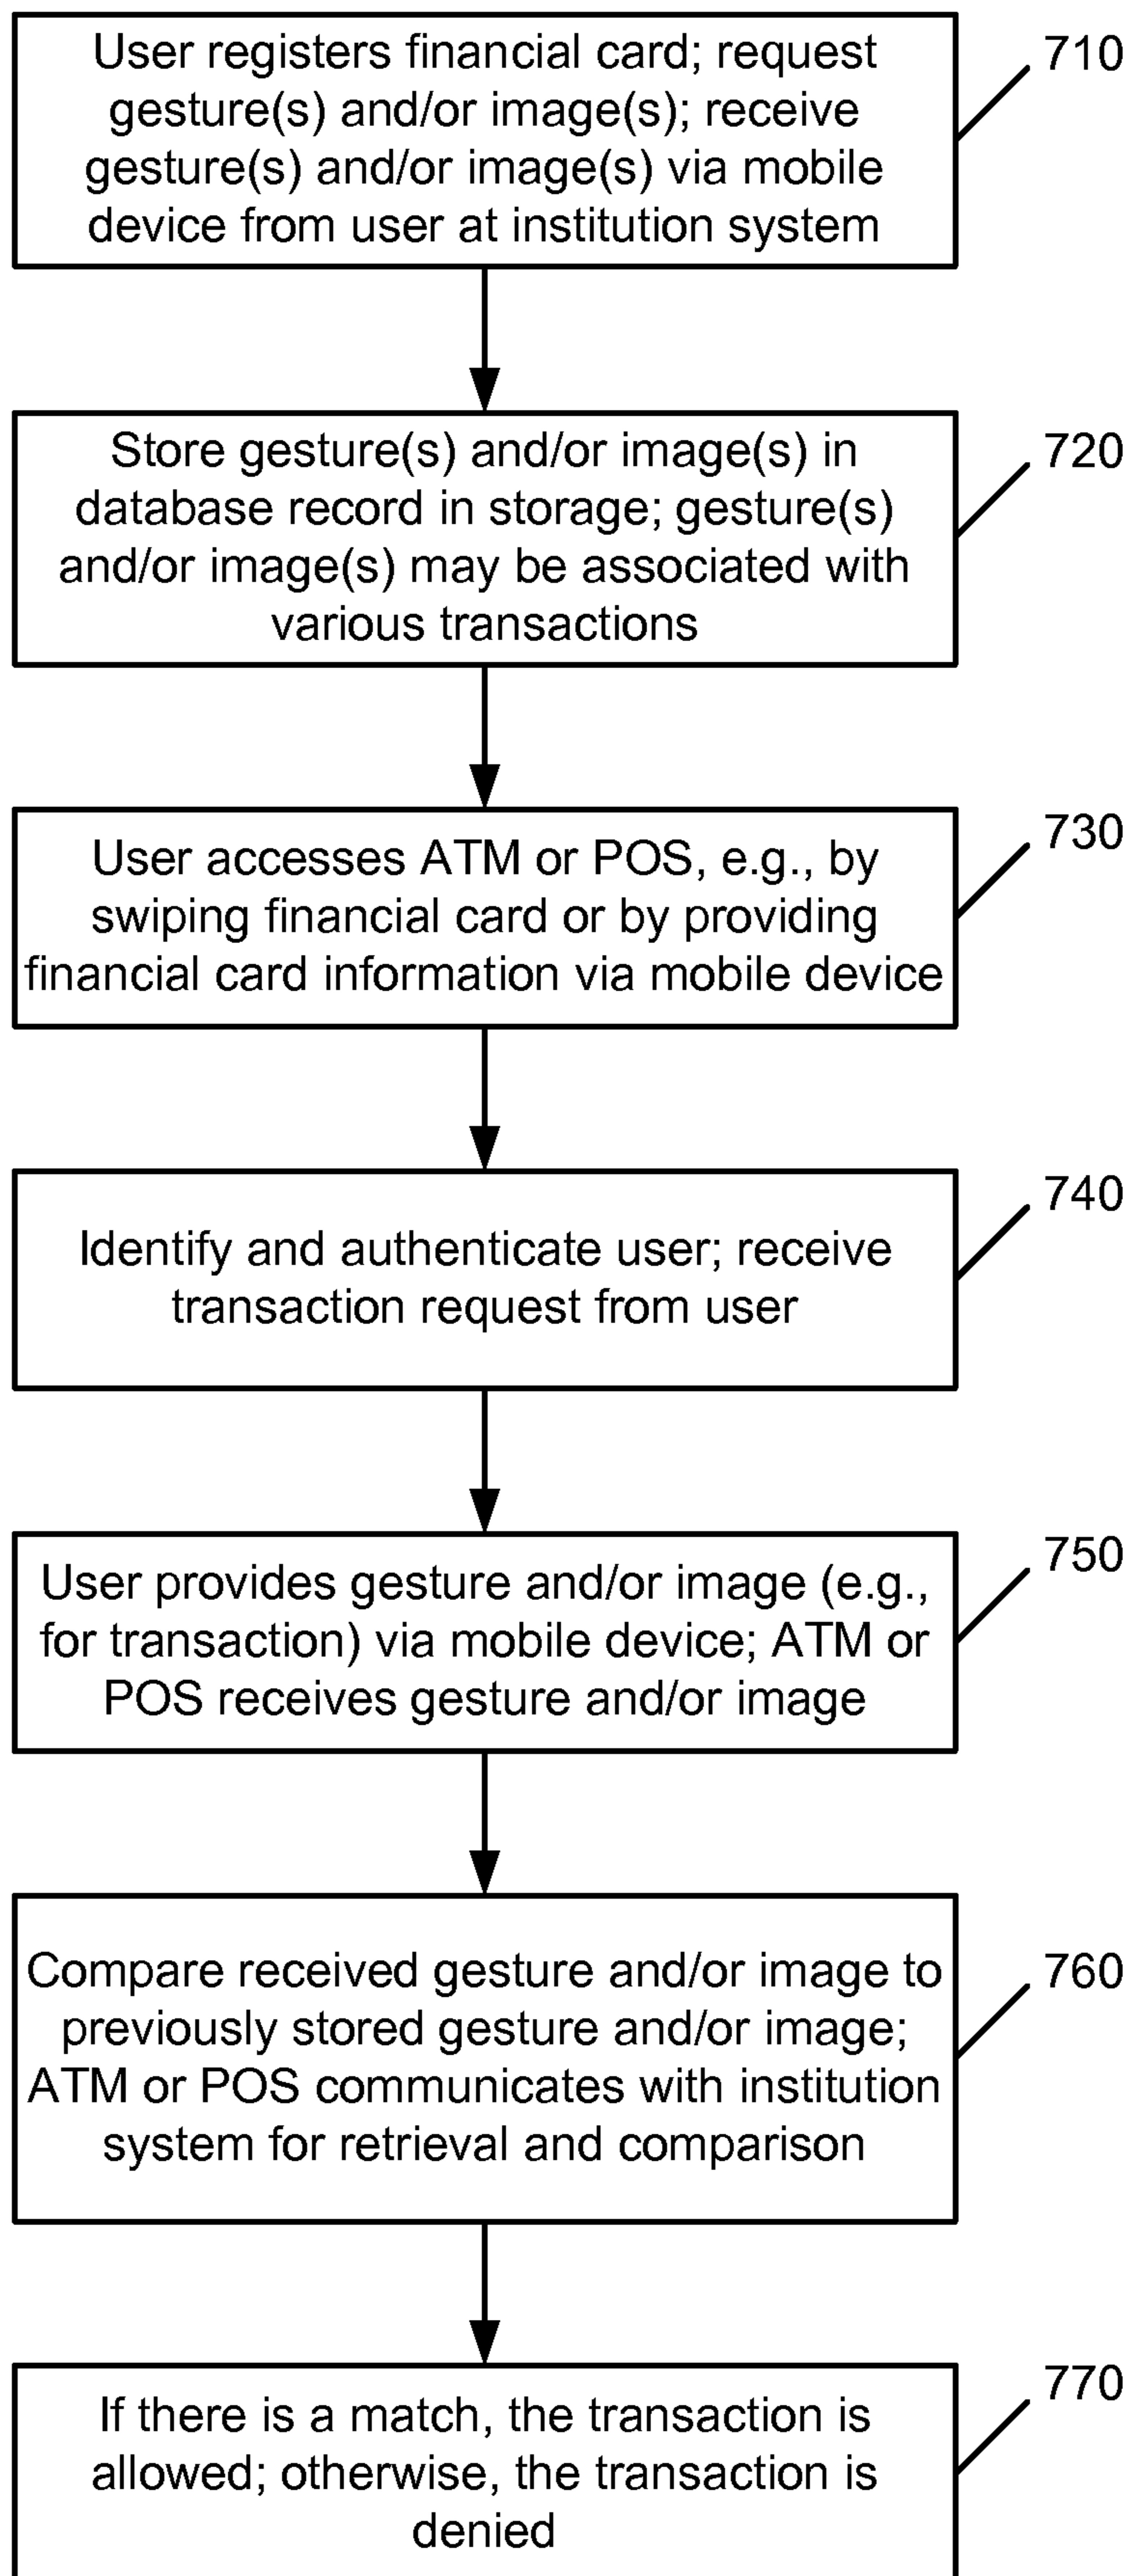 User registers financial card; request
gesture(s) and/or image(s); receive
gesture(s) and/or image(s) via mobile
device from user at institution system
710
Store gesture(s) and/or image(s) in
database record in storage; gesture(s)
and/or image(s) may be associated with
various transactions
720
User accesses ATM or POS, e.g., by
swiping financial card or by providing
financial card information via mobile device
730
Identify and authenticate user; receive
transaction request from user
740
User provides gesture and/or image (e.g.,
for transaction) via mobile device; ATM or
POS receives gesture and/or image
750
Compare received gesture and/or image to
previously stored gesture and/or image;
ATM or POS communicates with institution
system for retrieval and comparison
760
If there is a match, the transaction is
allowed; otherwise, the transaction is
denied
770